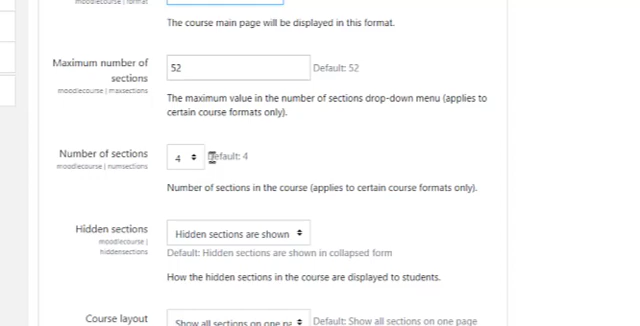 moodlecourse | format
The course main page will be displayed in this format.
Maximum number of
sections
moodlecourse | maxsections
52
Default: 52
The maximum value in the number of sections drop-down menu (applies to
certain course formats only).
Number of sections
moodlecourse | numsections
4
Default: 4
Number of sections in the course (applies to certain course formats only).
Hidden sections
moodlecourse |
hiddensections
Hidden sections are shown
Default: Hidden sections are shown in collapsed form
How the hidden sections in the course are displayed to students.
Course layout
Show all sections on one pa
Default: Show all sections on one page